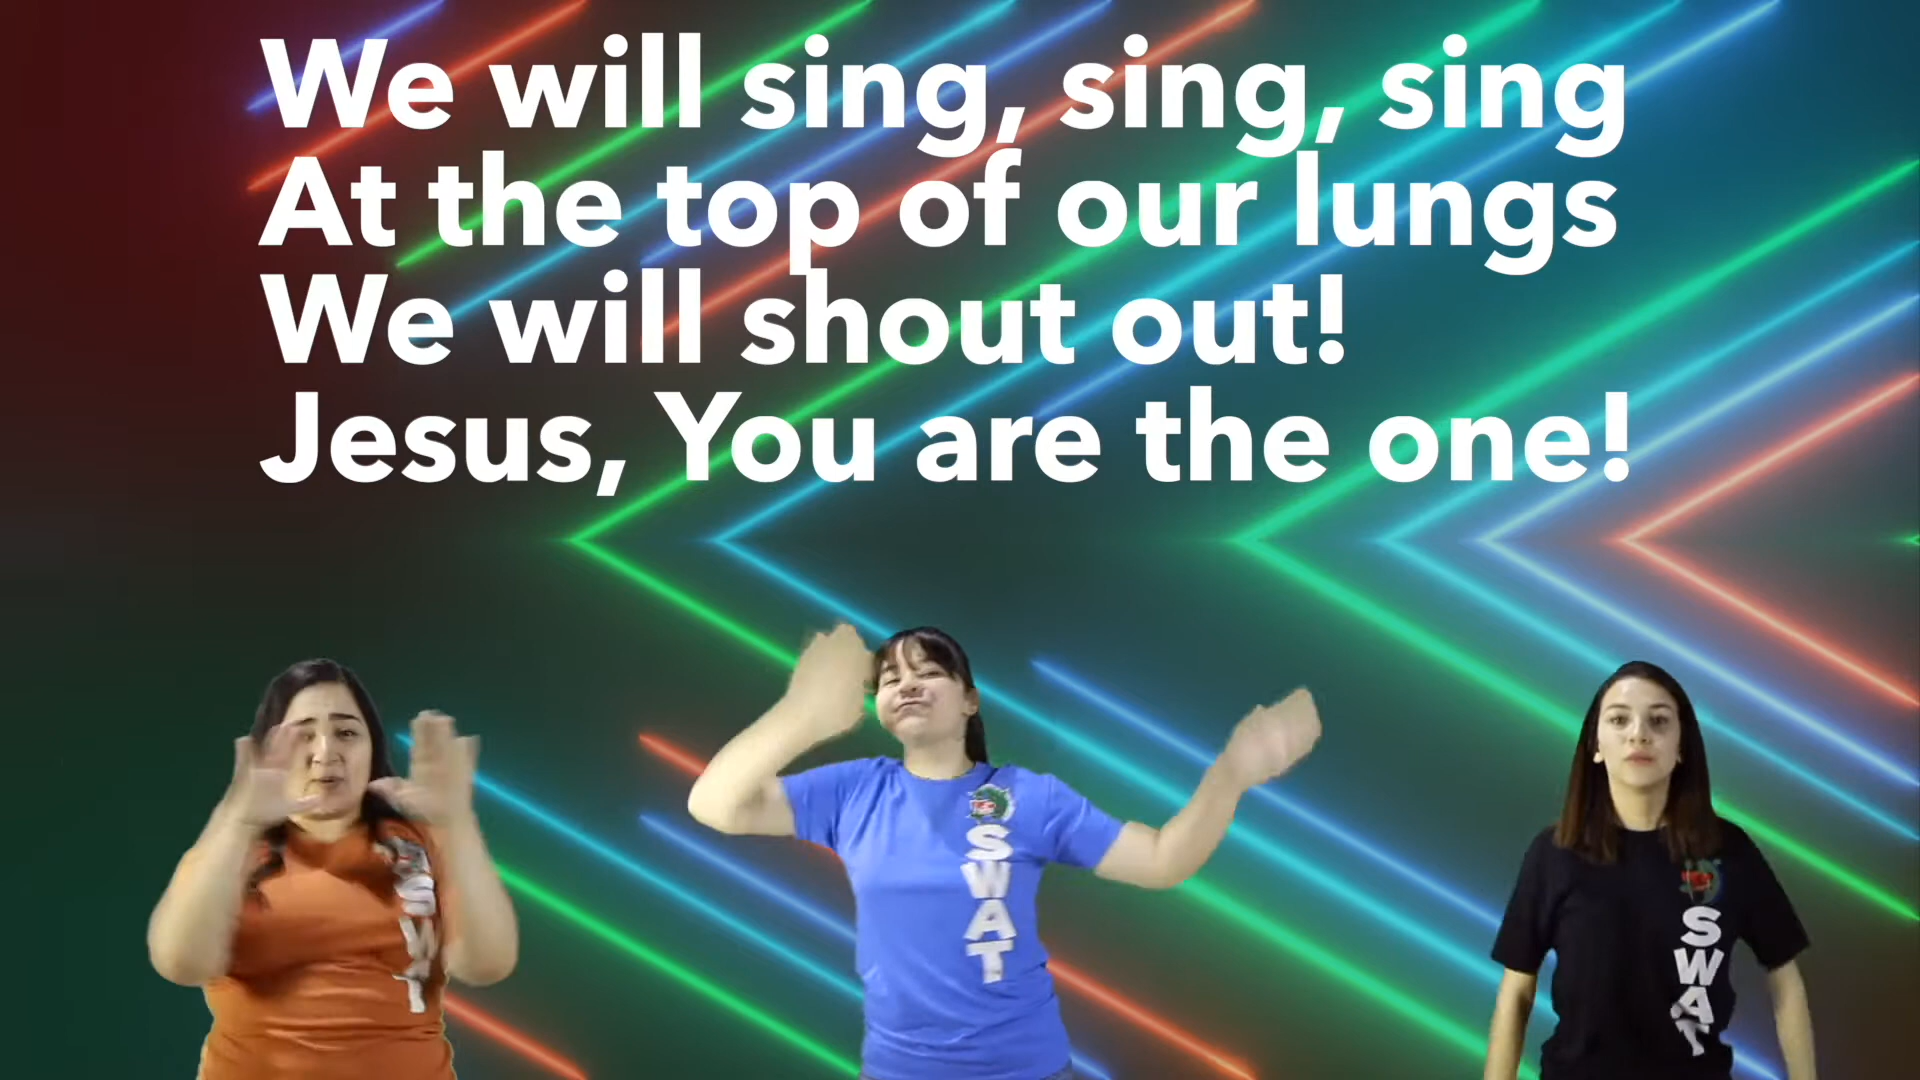 We will sing, sing, sing
At the top of our lungs
We will shout out!
Jesus, You are the one!
SWAT
SWAT
SWAT